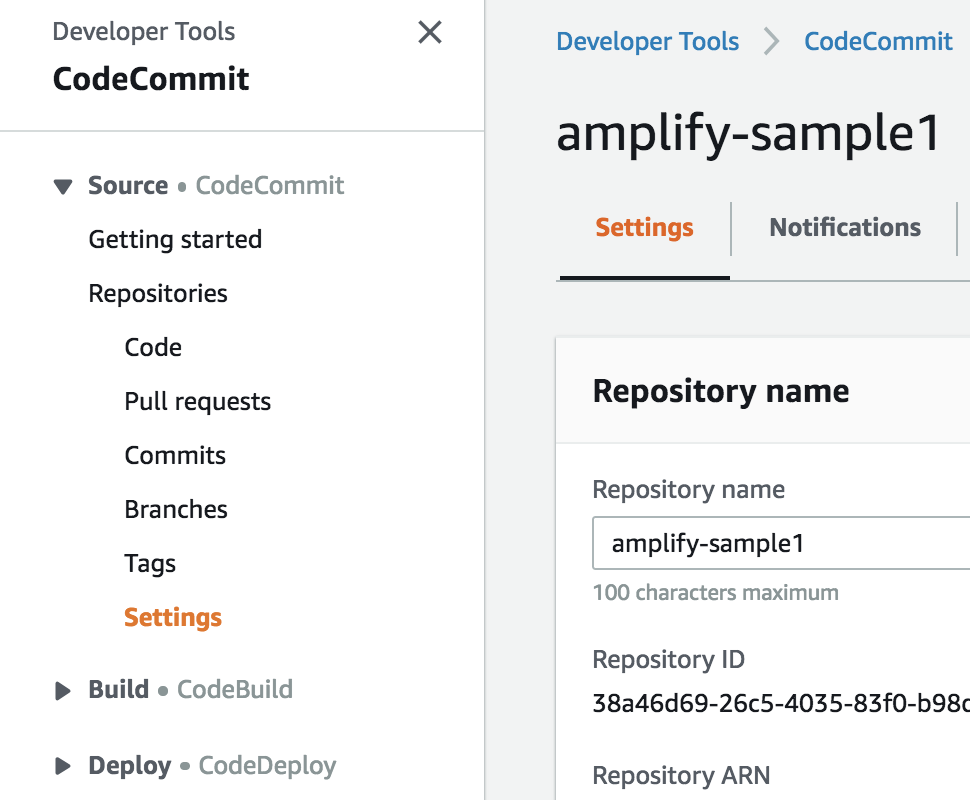 Developer Tools
CodeCommit
Source • CodeCommit
Getting started
Repositories
Code
Pull requests
Commits
Branches
Tags
Settings
Build • CodeBuild
Deploy • CodeDeploy
Developer Tools > CodeCommit
amplify-sample1
Settings
Notifications
Repository name
Repository name
amplify-sample1
100 characters maximum
Repository ID
38a46d69-26c5-4035-83f0-b98
Repository ARN